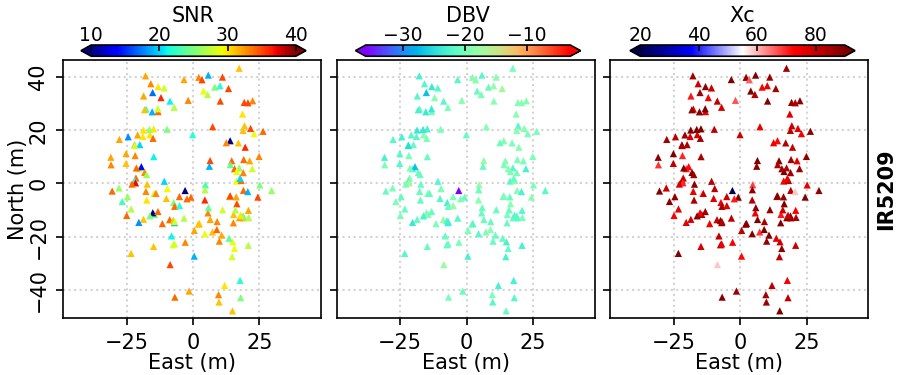 SNR DBV Xc
10 20 30 40 −30 −20 −10 20 40 60 80
40
20
0
−20
−40
North (m)
IR5209
−25 0 25 −25 0 25 −25 0 25
East (m) East (m) East (m)